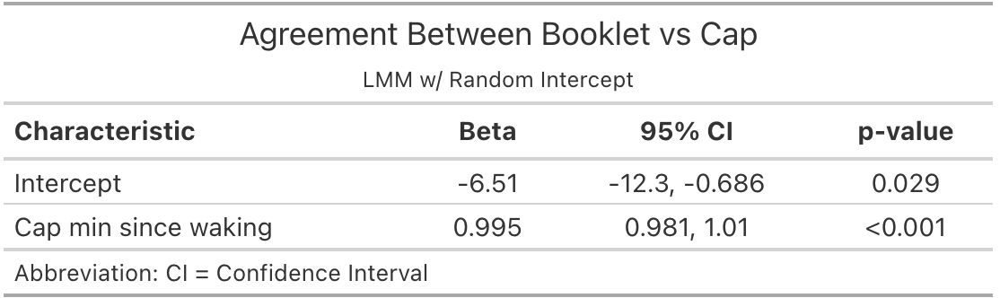 Agreement Between Booklet vs Cap
LMM w/ Random Intercept
Characteristic Beta 95% CI p-value
Intercept -6.51 -12.3, -0.686 0.029
Cap min since waking 0.995 0.981, 1.01 <0.001
Abbreviation: CI = Confidence Interval